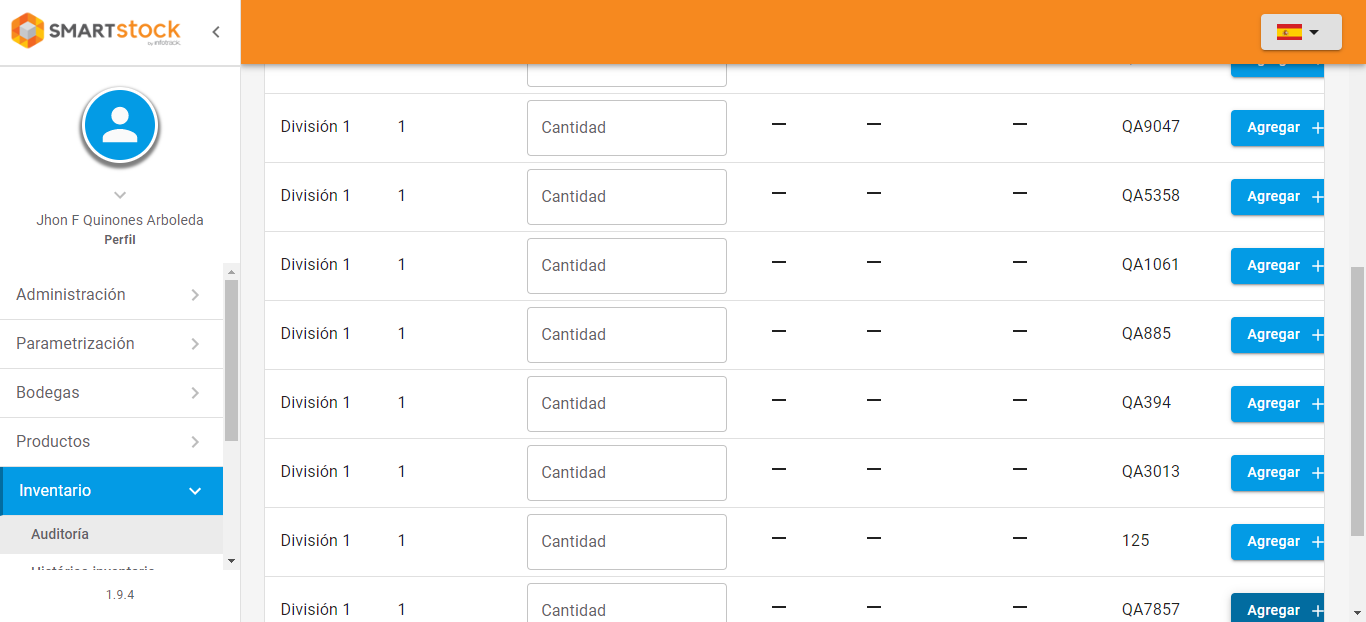 SMARTstock
by infotrack.
Jhon F Quinones Arboleda
Perfil
Administración
Parametrización
Bodegas
Productos
Inventario
Auditoría
Histórico inventario
1.9.4
División 1 1 Cantidad — — — QA9047 Agregar +
División 1 1 Cantidad — — — QA5358 Agregar +
División 1 1 Cantidad — — — QA1061 Agregar +
División 1 1 Cantidad — — — QA885 Agregar +
División 1 1 Cantidad — — — QA394 Agregar +
División 1 1 Cantidad — — — QA3013 Agregar +
División 1 1 Cantidad — — — 125 Agregar +
División 1 1 Cantidad — — — QA7857 Agregar +